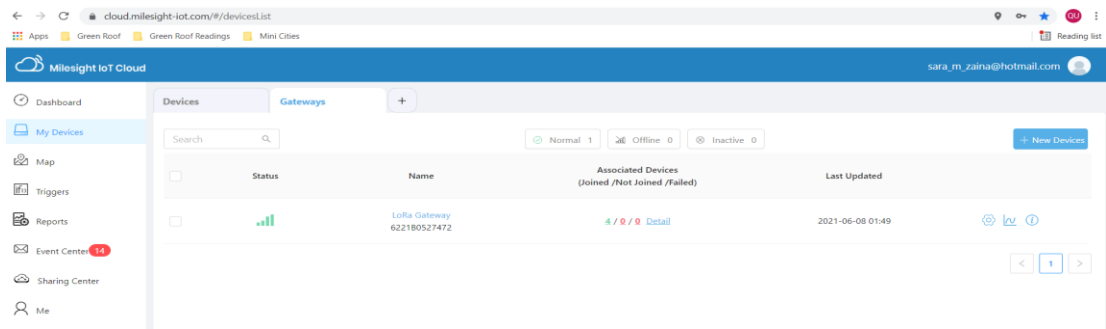 cloud.milesight-iot.com/#/devicesList
QU
Apps Green Roof Green Roof Readings Mini Cities Reading list
Milesight IoT Cloud sara_m_zaina@hotmail.com
Dashboard
My Devices
Map
Triggers
Reports
Event Center 14
Sharing Center
Me
Devices Gateways +
Search Normal 1 Offline 0 Inactive 0 + New Devices
Status Name Associated Devices Last Updated
(Joined /Not Joined /Failed)
LoRa Gateway 4 / 0 / 0 Detail 2021-06-08 01:49
622180527472
< 1 >